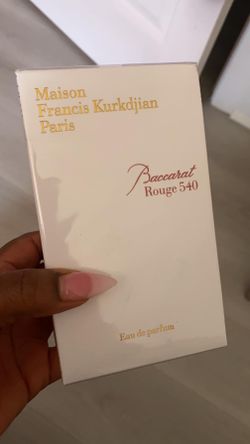 Maison
Francis Kurkdjian
Paris
Baccarat
Rouge 540
Eau de parfum